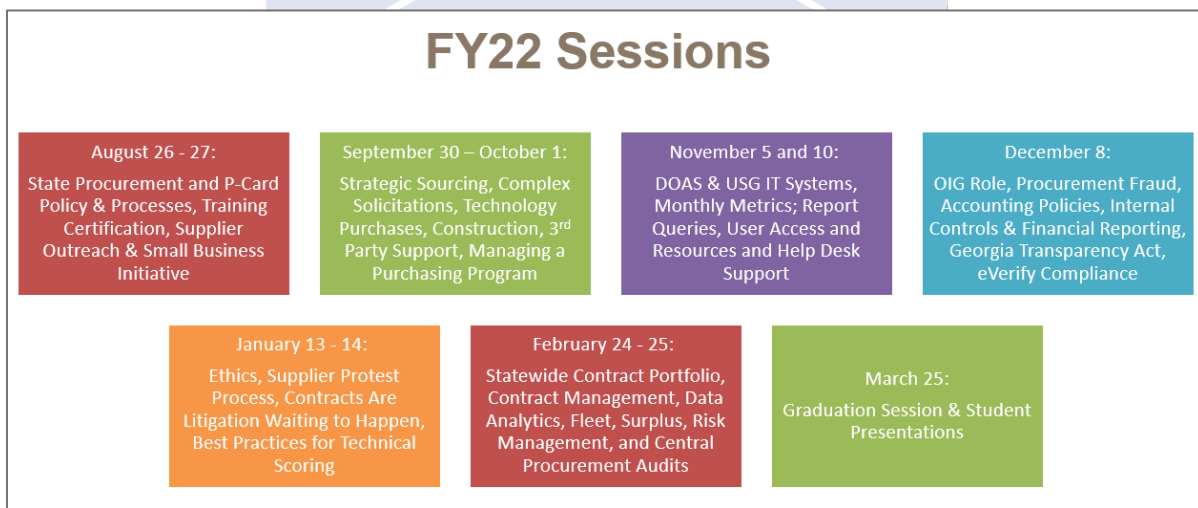 FY22 Sessions
August 26 - 27:
State Procurement and P-Card
Policy & Processes, Training
Certification, Supplier
Outreach & Small Business
Initiative
September 30 – October 1:
Strategic Sourcing, Complex
Solicitations, Technology
Purchases, Construction, 3rd
Party Support, Managing a
Purchasing Program
November 5 and 10:
DOAS & USG IT Systems,
Monthly Metrics; Report
Queries, User Access and
Resources and Help Desk
Support
December 8:
OIG Role, Procurement Fraud,
Accounting Policies, Internal
Controls & Financial Reporting,
Georgia Transparency Act,
eVerify Compliance
January 13 - 14:
Ethics, Supplier Protest
Process, Contracts Are
Litigation Waiting to Happen,
Best Practices for Technical
Scoring
February 24 - 25:
Statewide Contract Portfolio,
Contract Management, Data
Analytics, Fleet, Surplus, Risk
Management, and Central
Procurement Audits
March 25:
Graduation Session & Student
Presentations